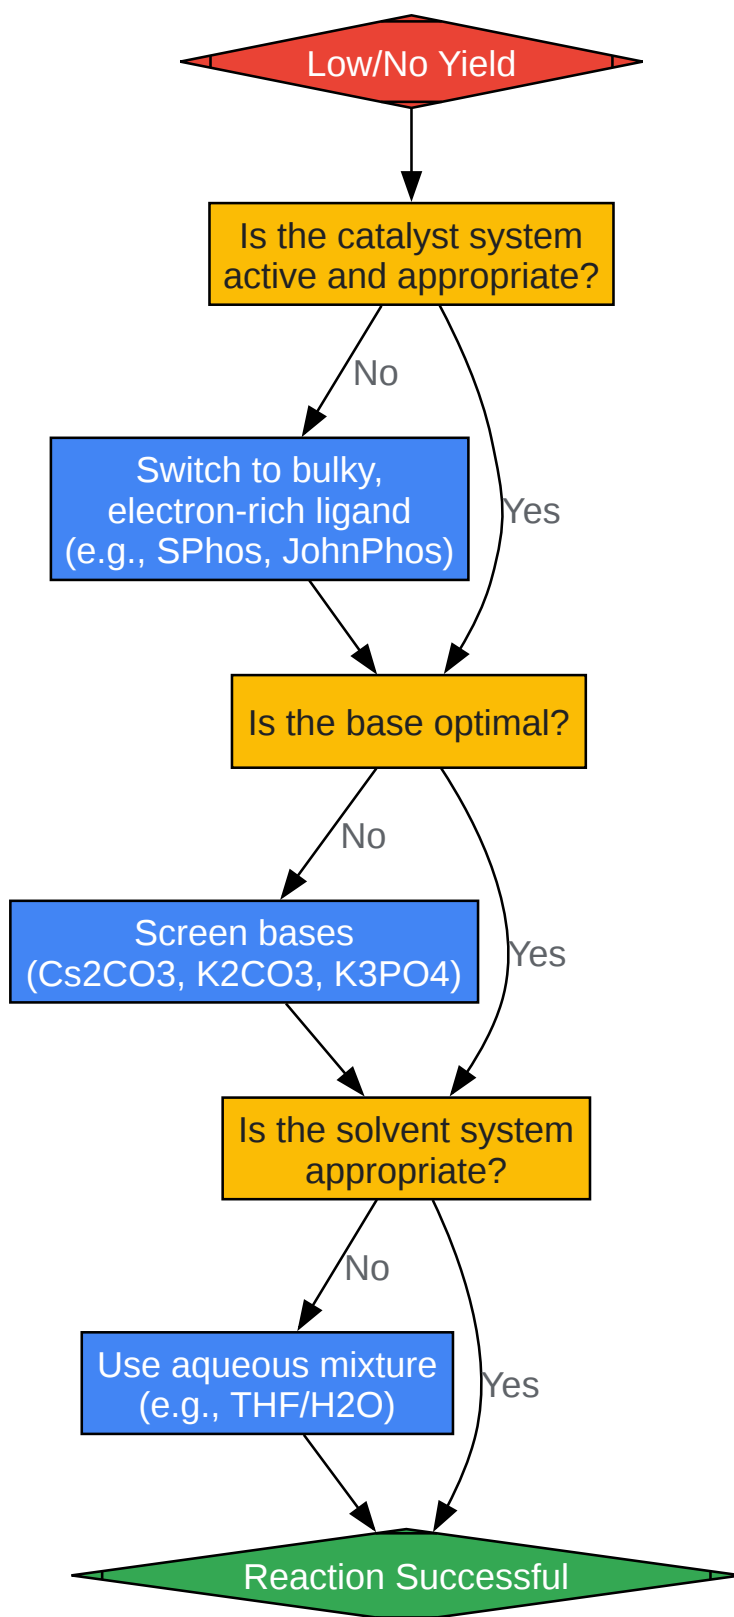 Low/No Yield
Is the catalyst system
active and appropriate?
No
Switch to bulky,
electron-rich ligand
(e.g., SPhos, JohnPhos)
Yes
Is the base optimal?
No
Screen bases
(Cs2CO3, K2CO3, K3PO4)
Yes
Is the solvent system
appropriate?
No
Use aqueous mixture
(e.g., THF/H2O)
Yes
Reaction Successful